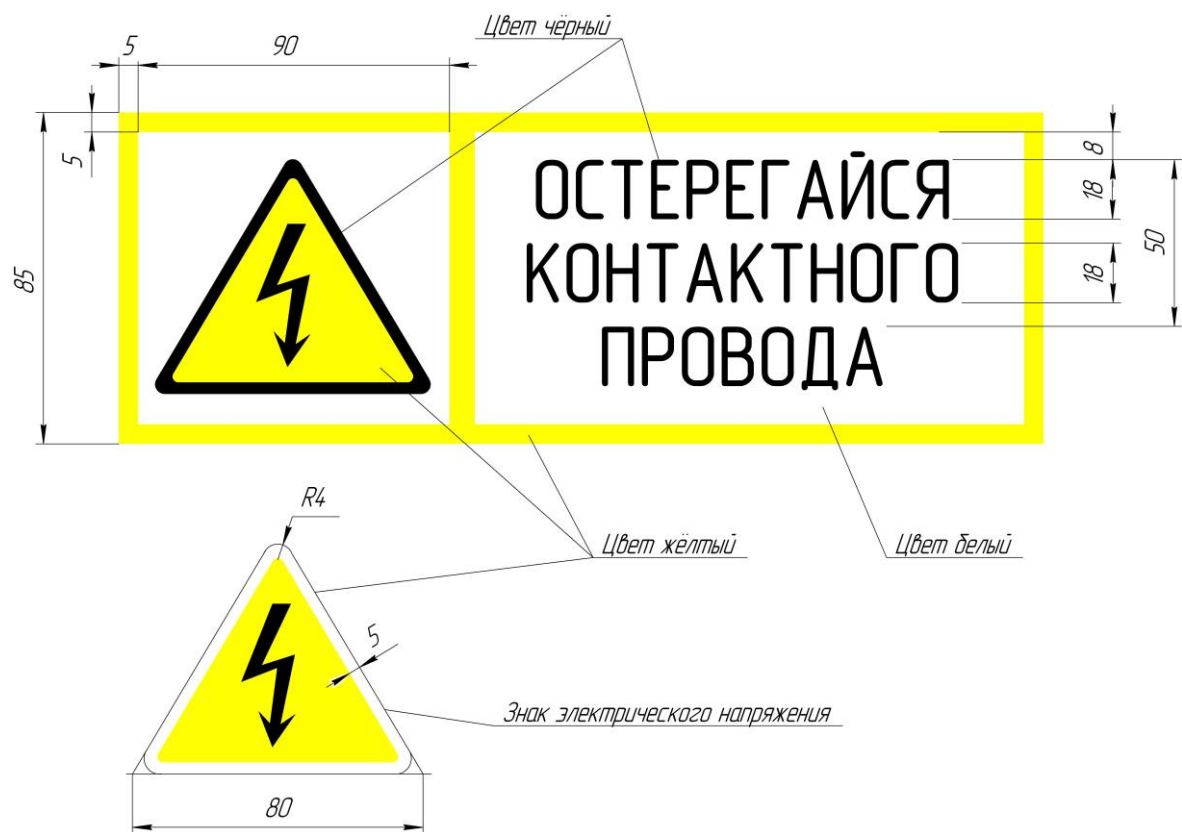 Цвет чёрный
5
90
85
5
ОСТЕРЕГАЙСЯ
КОНТАКТНОГО
ПРОВОДА
8
18
18
50
R4
Цвет жёлтый
Цвет белый
5
Знак электрического напряжения
80